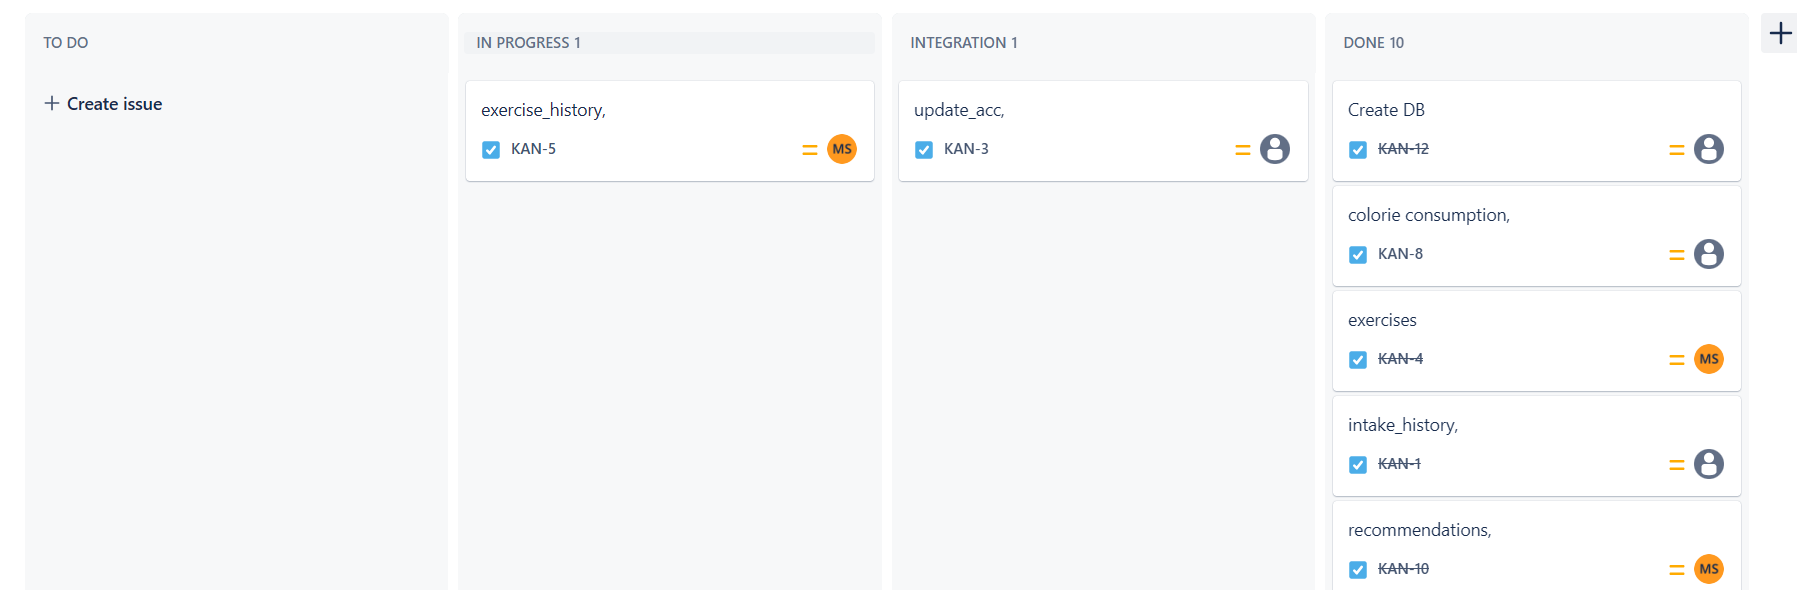 TO DO
+ Create issue
IN PROGRESS 1
exercise_history,
KAN-5
MS
INTEGRATION 1
update_acc,
KAN-3
DONE 10
Create DB
KAN-12
colorie consumption,
KAN-8
exercises
KAN-4
MS
intake_history,
KAN-1
recommendations,
KAN-10
MS